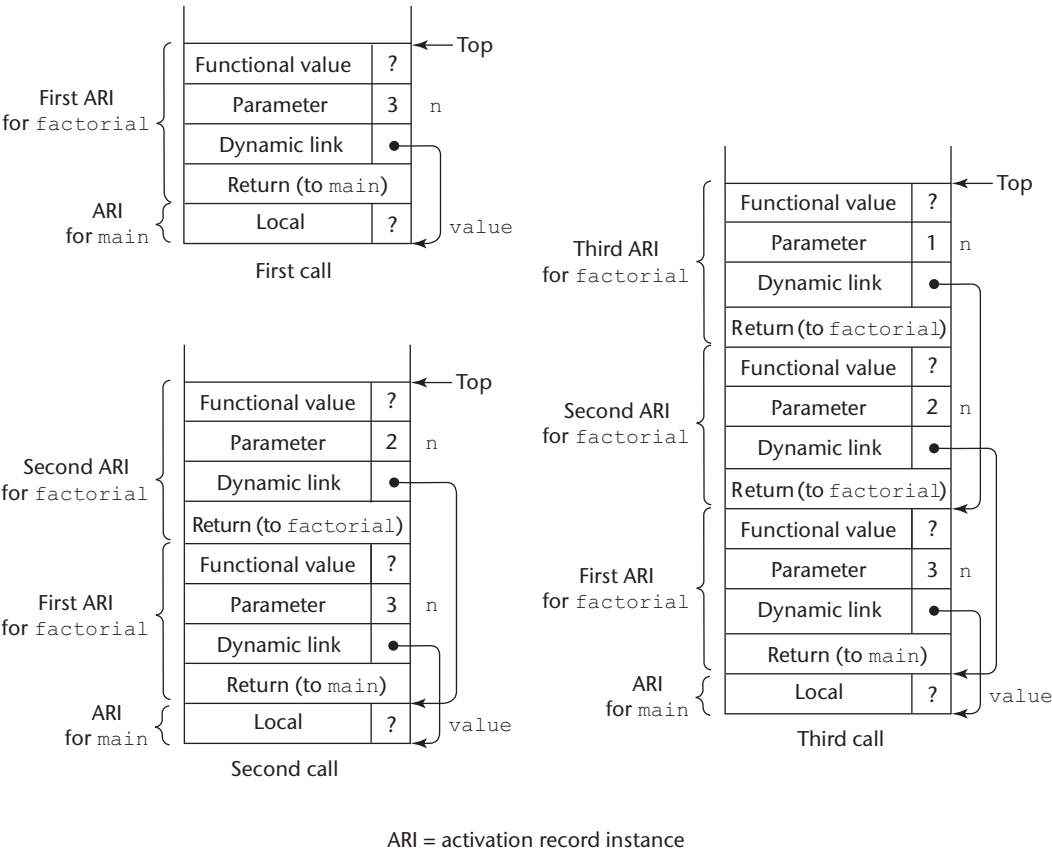 Top
Functional value ?
First ARI
for factorial
Parameter 3 n
Dynamic link
Return (to main)
ARI
for main
Local ? value
First call
Top
Functional value ?
Second ARI
for factorial
Parameter 2 n
Dynamic link
Return (to factorial)
Functional value ?
First ARI
for factorial
Parameter 3 n
Dynamic link
Return (to main)
ARI
for main
Local ? value
Second call
Top
Functional value ?
Third ARI
for factorial
Parameter 1 n
Dynamic link
Return (to factorial)
Functional value ?
Second ARI
for factorial
Parameter 2 n
Dynamic link
Return (to factorial)
Functional value ?
First ARI
for factorial
Parameter 3 n
Dynamic link
Return (to main)
ARI
for main
Local ? value
Third call
ARI = activation record instance